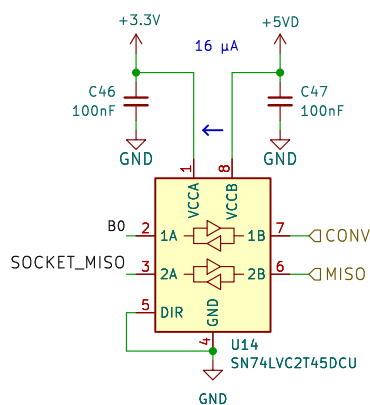 +3.3V
16 µA
+5VD
C46
100nF
C47
100nF
GND
GND
1
8
VCCA
VCCB
B0
2
1A
1B
7
CONV
SOCKET_MISO
3
2A
2B
6
MISO
5
DIR
GND
4
U14
SN74LVC2T45DCU
GND